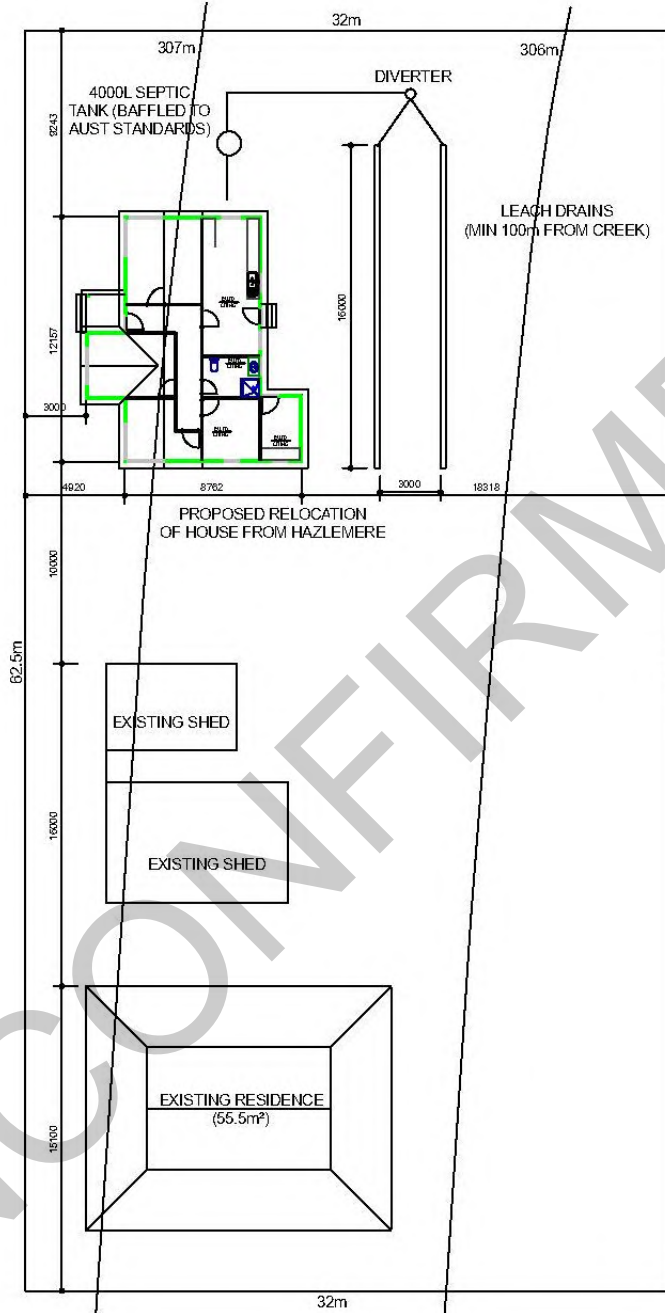 32m
307m
306m
DIVERTER
4000L SEPTIC
TANK (BAFFLED TO
AUST STANDARDS)
9243
LEACH DRAINS
(MIN 100m FROM CREEK)
16000
12157
3000
4920
8762
3000
18318
PROPOSED RELOCATION
OF HOUSE FROM HAZLEMERE
10000
62.5m
EXISTING SHED
16000
EXISTING SHED
EXISTING RESIDENCE
(55.5m²)
15100
32m